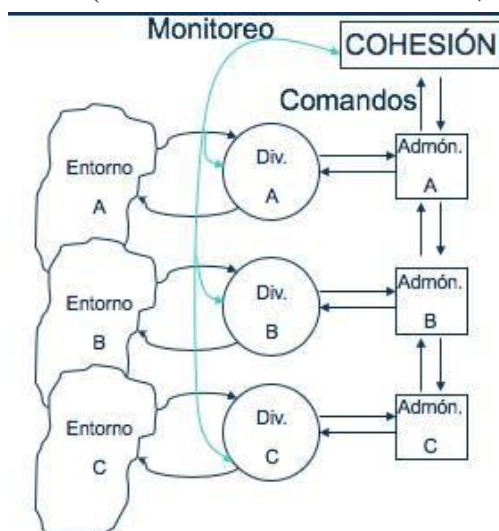 Monitoreo
COHESIÓN
Comandos
Entorno
A
Div.
A
Admón.
A
Entorno
B
Div.
B
Admón.
B
Entorno
C
Div.
C
Admón.
C